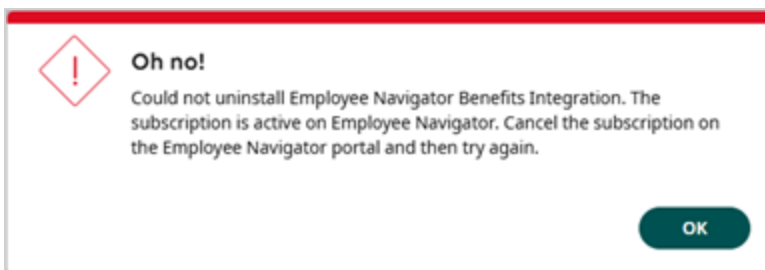 !
Oh no!
Could not uninstall Employee Navigator Benefits Integration. The
subscription is active on Employee Navigator. Cancel the subscription on
the Employee Navigator portal and then try again.
OK